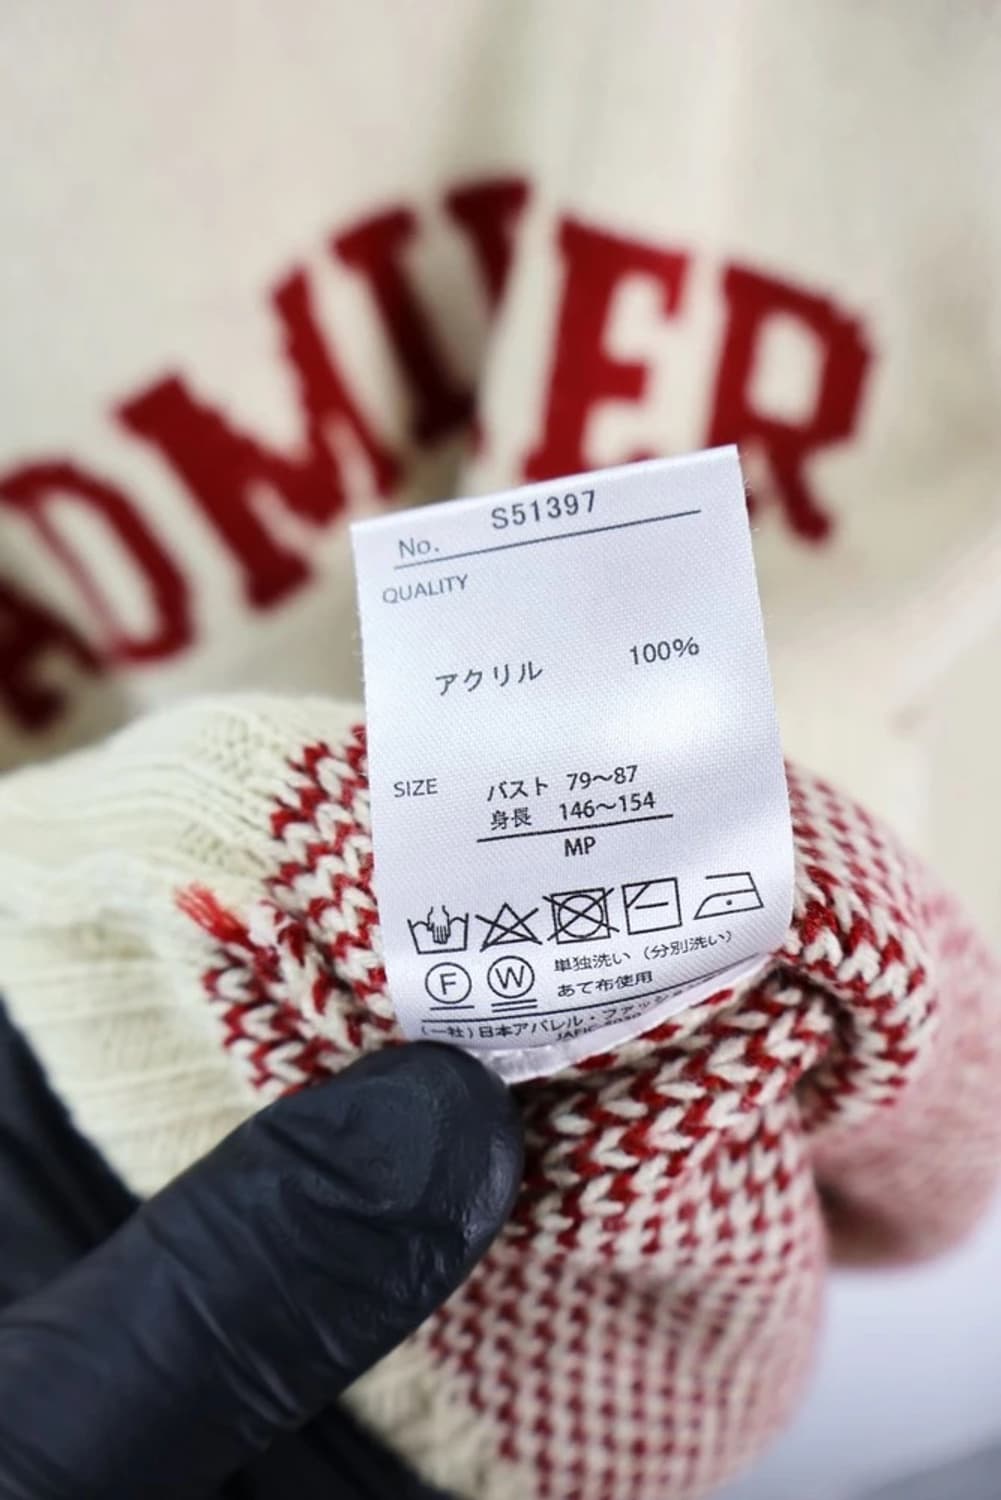 ADMIER
No. S51397
QUALITY
アクリル 100%
SIZE バスト 79～87
身長 146～154
MP
F W 単独洗い（分別洗い）
あて布使用
(一社)日本アパレル・ファッション